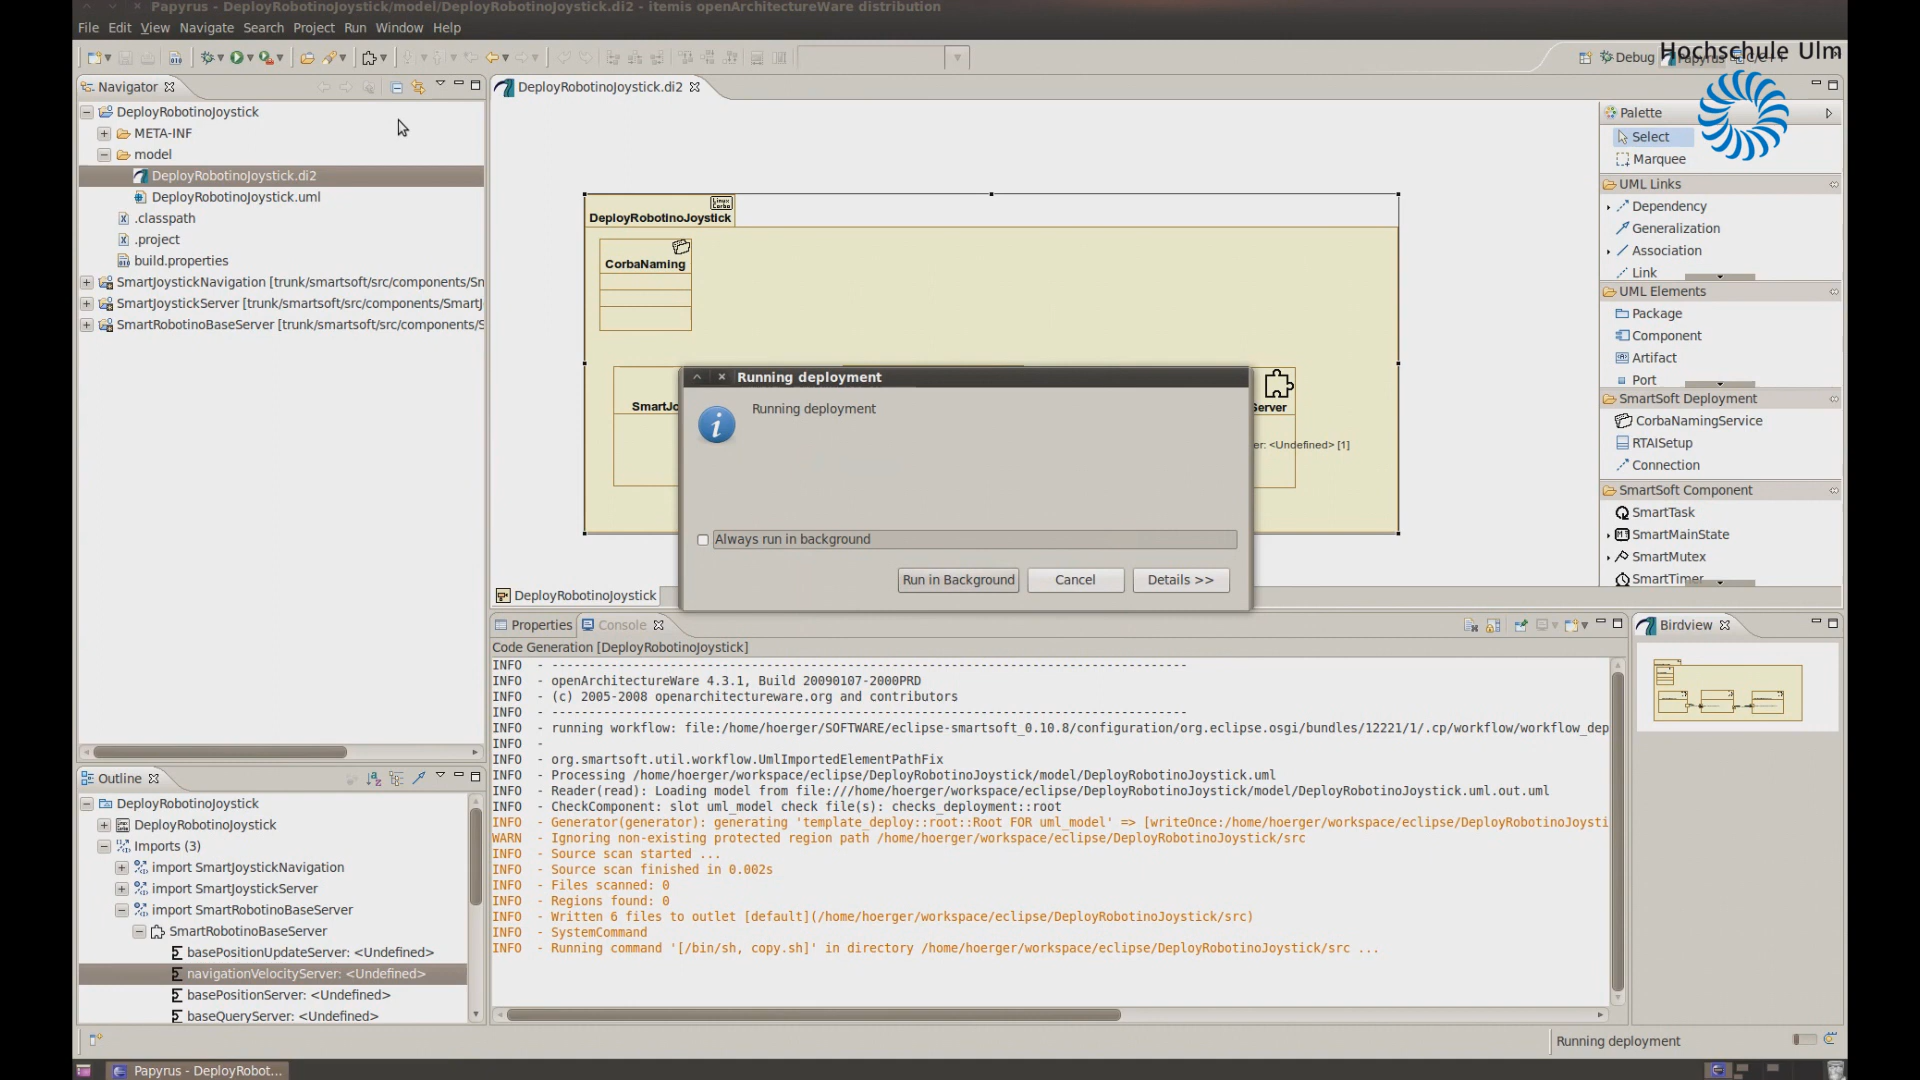 Papyrus - DeployRobotinoJoystick/model/DeployRobotinoJoystick.di2 - itemis openArchitectureWare distribution
File Edit View Navigate Search Project Run Window Help
Hochschule Ulm
Debug Papyrus C/C++
Navigator
DeployRobotinoJoystick
META-INF
model
DeployRobotinoJoystick.di2
DeployRobotinoJoystick.uml
.classpath
.project
build.properties
SmartJoystickNavigation [trunk/smartsoft/src/components/Sm
SmartJoystickServer [trunk/smartsoft/src/components/SmartJ
SmartRobotinoBaseServer [trunk/smartsoft/src/components/S
DeployRobotinoJoystick.di2
Linux
Corba
DeployRobotinoJoystick
CorbaNaming
SmartJo
Server
er: <Undefined> [1]
Running deployment
Running deployment
Always run in background
Run in Background
Cancel
Details >>
DeployRobotinoJoystick
Palette
Select
Marquee
UML Links
Dependency
Generalization
Association
Link
UML Elements
Package
Component
Artifact
Port
SmartSoft Deployment
CorbaNamingService
RTAISetup
Connection
SmartSoft Component
SmartTask
SmartMainState
SmartMutex
SmartTimer
Properties Console
Code Generation [DeployRobotinoJoystick]
INFO - -------------------------------------------------------------------------
INFO - openArchitectureWare 4.3.1, Build 20090107-2000PRD
INFO - (c) 2005-2008 openarchitectureware.org and contributors
INFO - -------------------------------------------------------------------------
INFO - running workflow: file:/home/hoerger/SOFTWARE/eclipse-smartsoft_0.10.8/configuration/org.eclipse.osgi/bundles/12221/1/.cp/workflow/workflow_dep
INFO -
INFO - org.smartsoft.util.workflow.UmlImportedElementPathFix
INFO - Processing /home/hoerger/workspace/eclipse/DeployRobotinoJoystick/model/DeployRobotinoJoystick.uml
INFO - Reader(read): Loading model from file:///home/hoerger/workspace/eclipse/DeployRobotinoJoystick/model/DeployRobotinoJoystick.uml.out.uml
INFO - CheckComponent: slot uml_model check file(s): checks_deployment::root
INFO - Generator(generator): generating 'template_deploy::root::Root FOR uml_model' => [writeOnce:/home/hoerger/workspace/eclipse/DeployRobotinoJoysti
WARN - Ignoring non-existing protected region path /home/hoerger/workspace/eclipse/DeployRobotinoJoystick/src
INFO - Source scan started ...
INFO - Source scan finished in 0.002s
INFO - Files scanned: 0
INFO - Regions found: 0
INFO - Written 6 files to outlet [default](/home/hoerger/workspace/eclipse/DeployRobotinoJoystick/src)
INFO - SystemCommand
INFO - Running command '[/bin/sh, copy.sh]' in directory /home/hoerger/workspace/eclipse/DeployRobotinoJoystick/src ...
Birdview
Outline
DeployRobotinoJoystick
DeployRobotinoJoystick
Imports (3)
import SmartJoystickNavigation
import SmartJoystickServer
import SmartRobotinoBaseServer
SmartRobotinoBaseServer
basePositionUpdateServer: <Undefined>
navigationVelocityServer: <Undefined>
basePositionServer: <Undefined>
baseQueryServer: <Undefined>
Running deployment
Papyrus - DeployRobot...